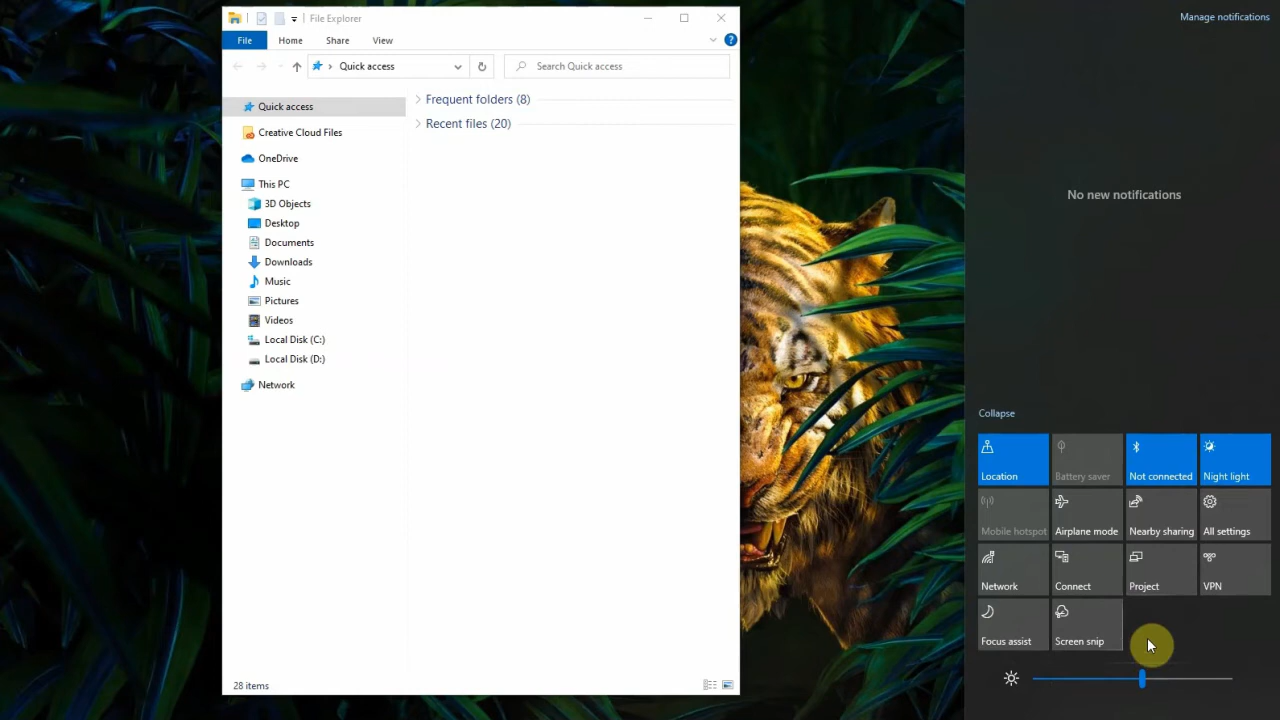 File Explorer
File
Home
Share
View
Quick access
Search Quick access
Quick access
Creative Cloud Files
OneDrive
This PC
3D Objects
Desktop
Documents
Downloads
Music
Pictures
Videos
Local Disk (C:)
Local Disk (D:)
Network
Frequent folders (8)
Recent files (20)
28 items
Manage notifications
No new notifications
Collapse
Location
Battery saver
Not connected
Night light
Mobile hotspot
Airplane mode
Nearby sharing
All settings
Network
Connect
Project
VPN
Focus assist
Screen snip